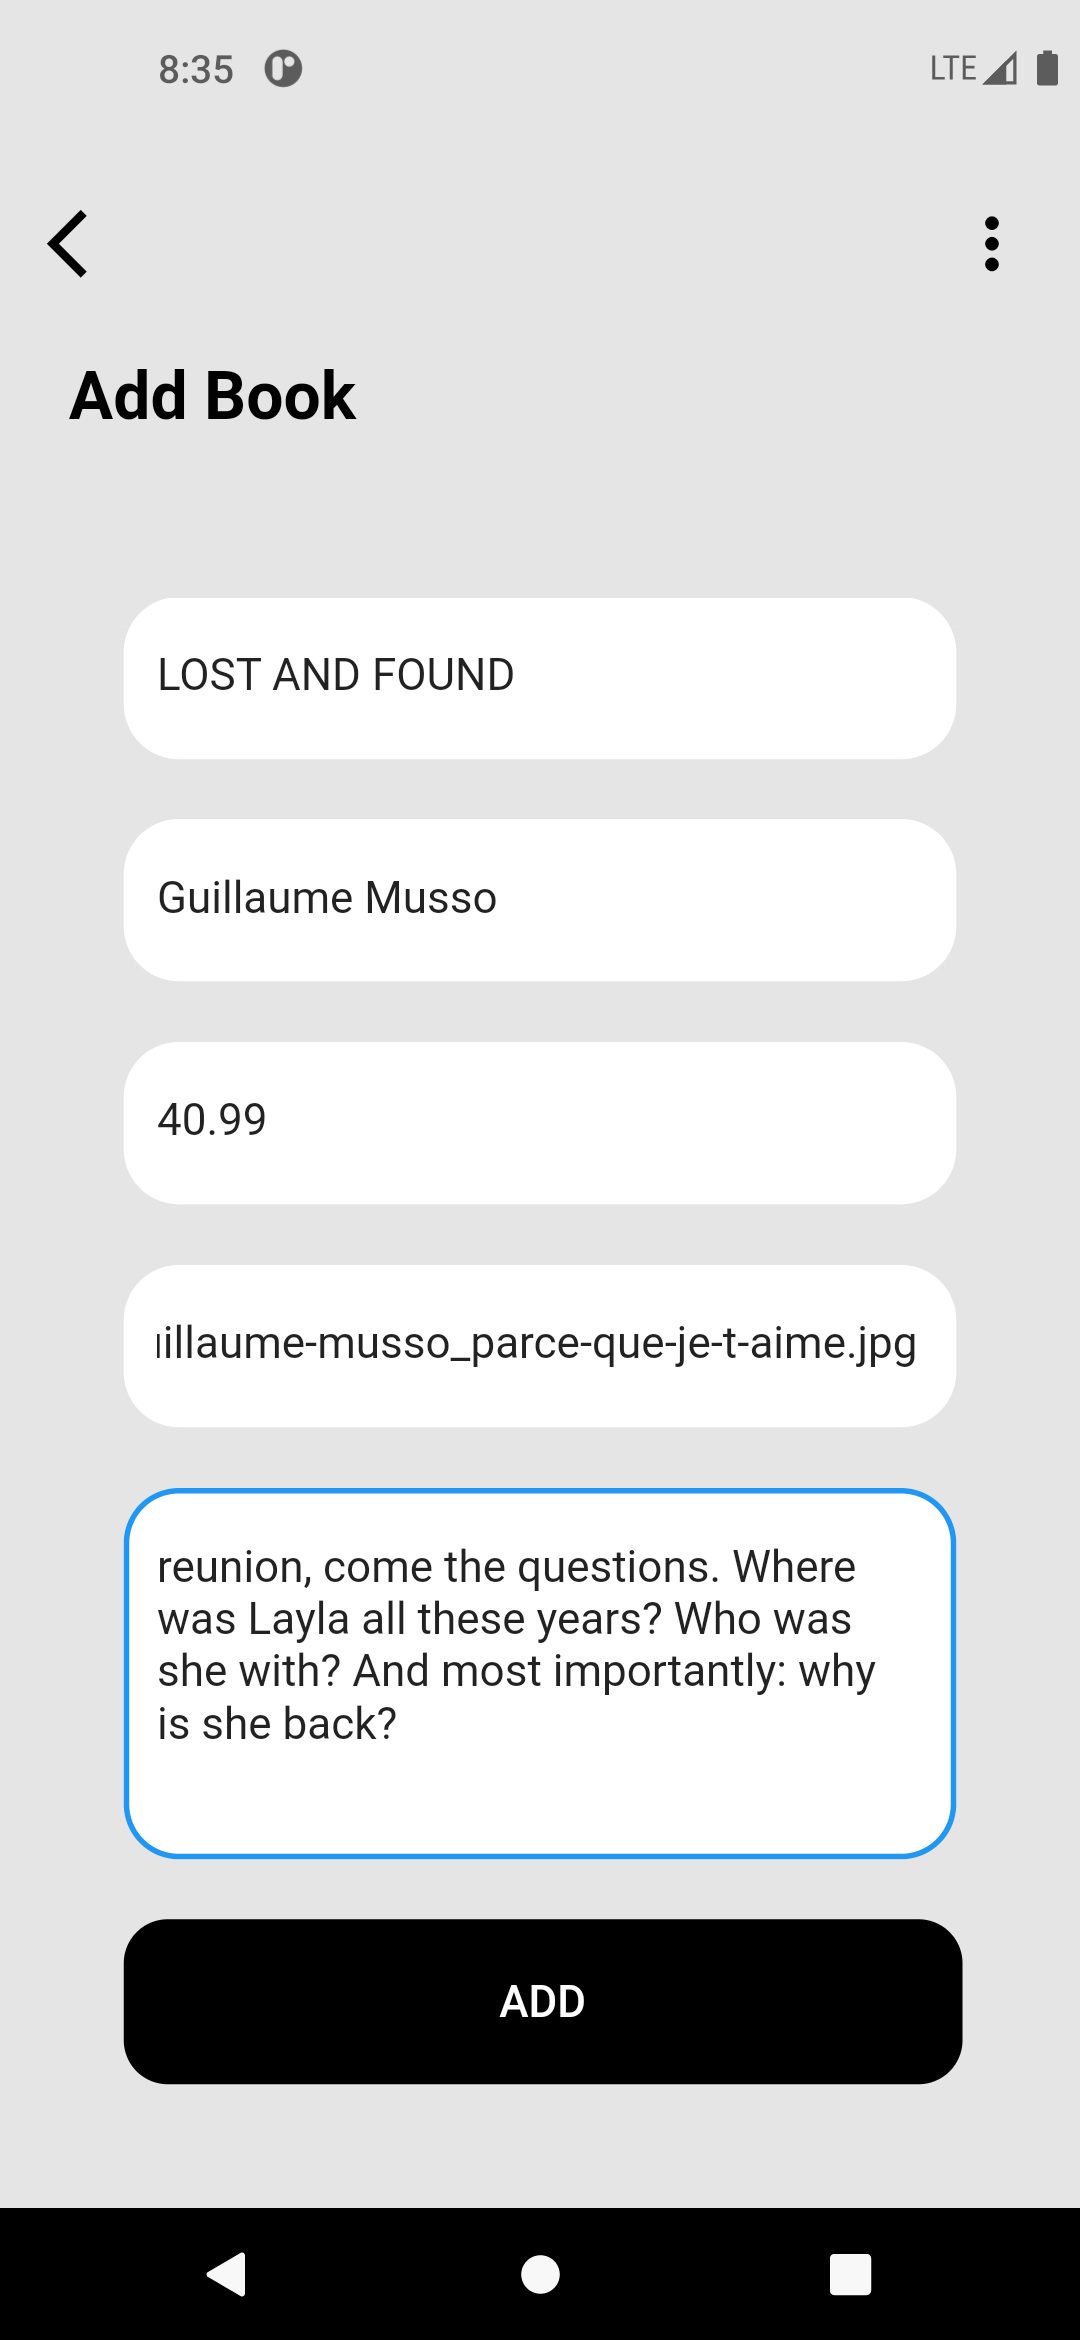 8:35 LTE
Add Book
LOST AND FOUND
Guillaume Musso
40.99
illaume-musso_parce-que-je-t-aime.jpg
reunion, come the questions. Where
was Layla all these years? Who was
she with? And most importantly: why
is she back?
ADD